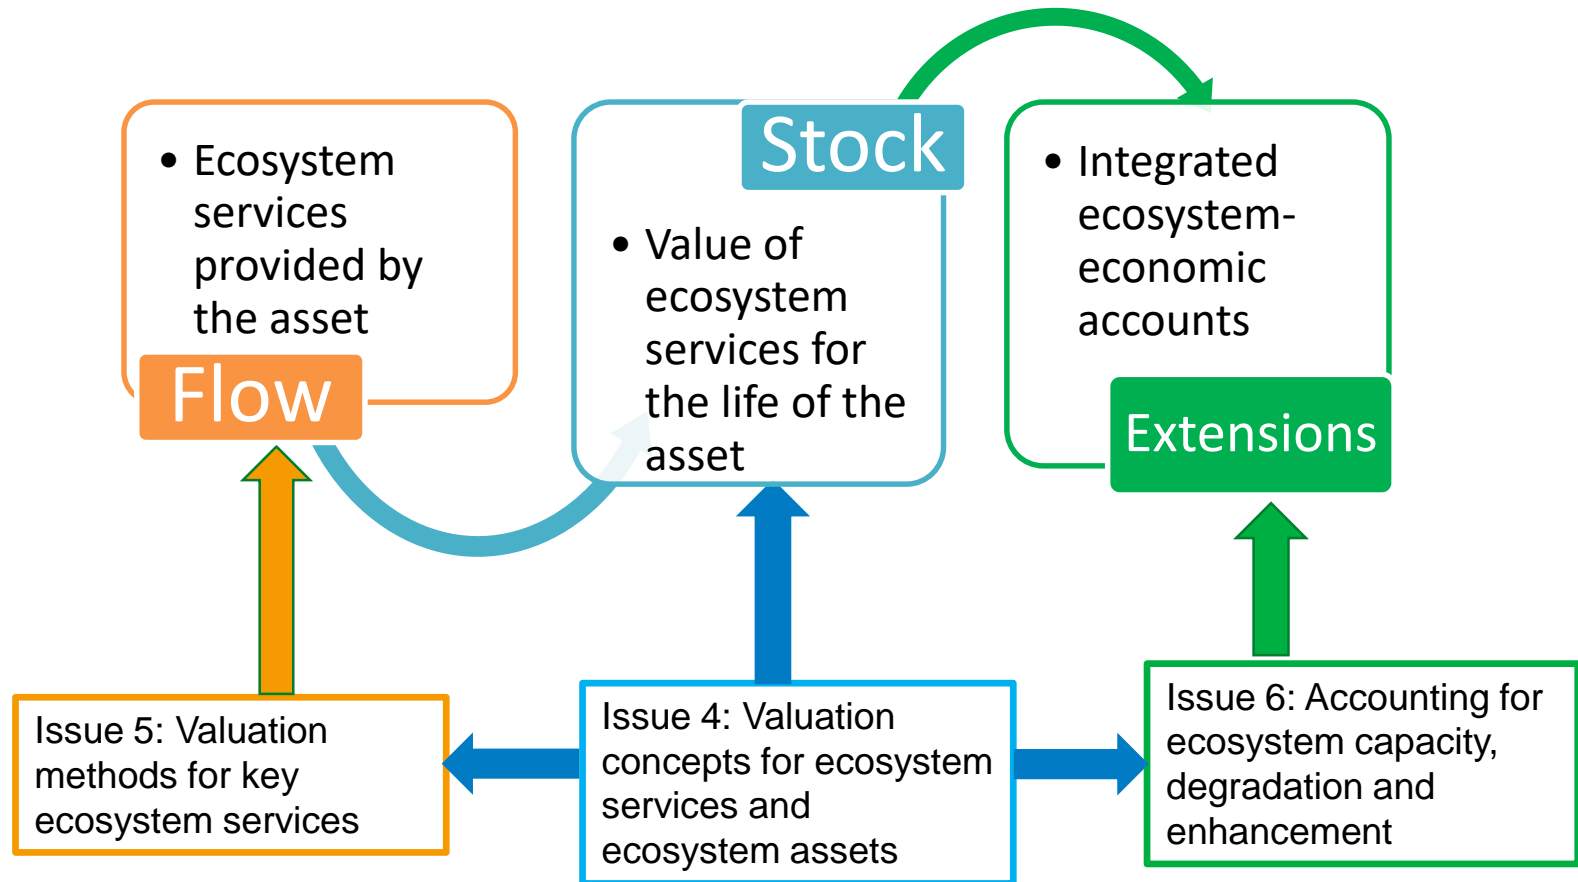 • Ecosystem
services
provided by
the asset
Flow
Stock
• Value of
ecosystem
services for
the life of the
asset
• Integrated
ecosystem-
economic
accounts
Extensions
Issue 5: Valuation
methods for key
ecosystem services
Issue 4: Valuation
concepts for ecosystem
services and
ecosystem assets
Issue 6: Accounting for
ecosystem capacity,
degradation and
enhancement